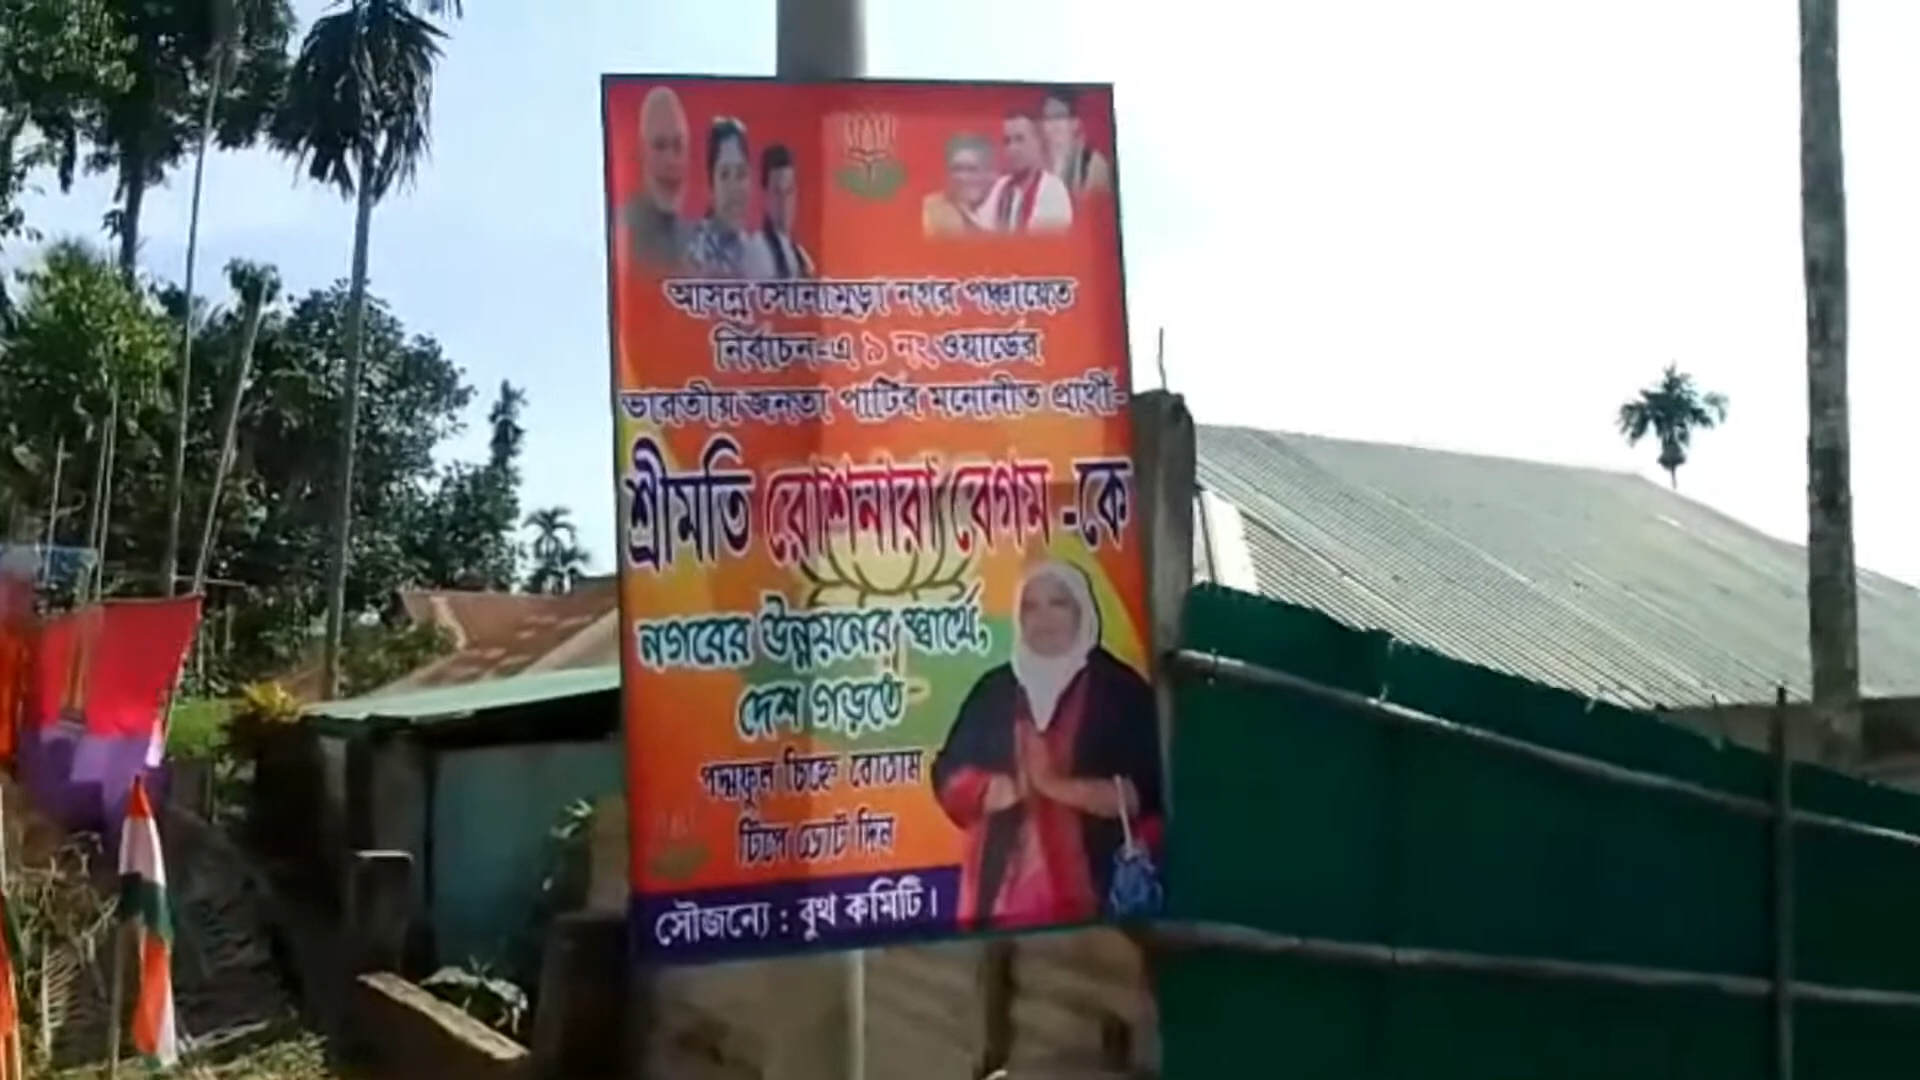 আসন্ন সোনামুড়া নগর পঞ্চায়েত
নির্বাচন-এ ৯ নং ওয়ার্ডের
ভারতীয় জনতা পার্টির মনোনীত প্রার্থী-
শ্রীমতি রোশনারা বেগম -কে
নগরের উন্নয়নের স্বার্থে,
দেশ গড়তে
পদ্মফুল চিহ্নে বোতাম
টিপে ভোট দিন
সৌজন্যে : বুথ কমিটি।